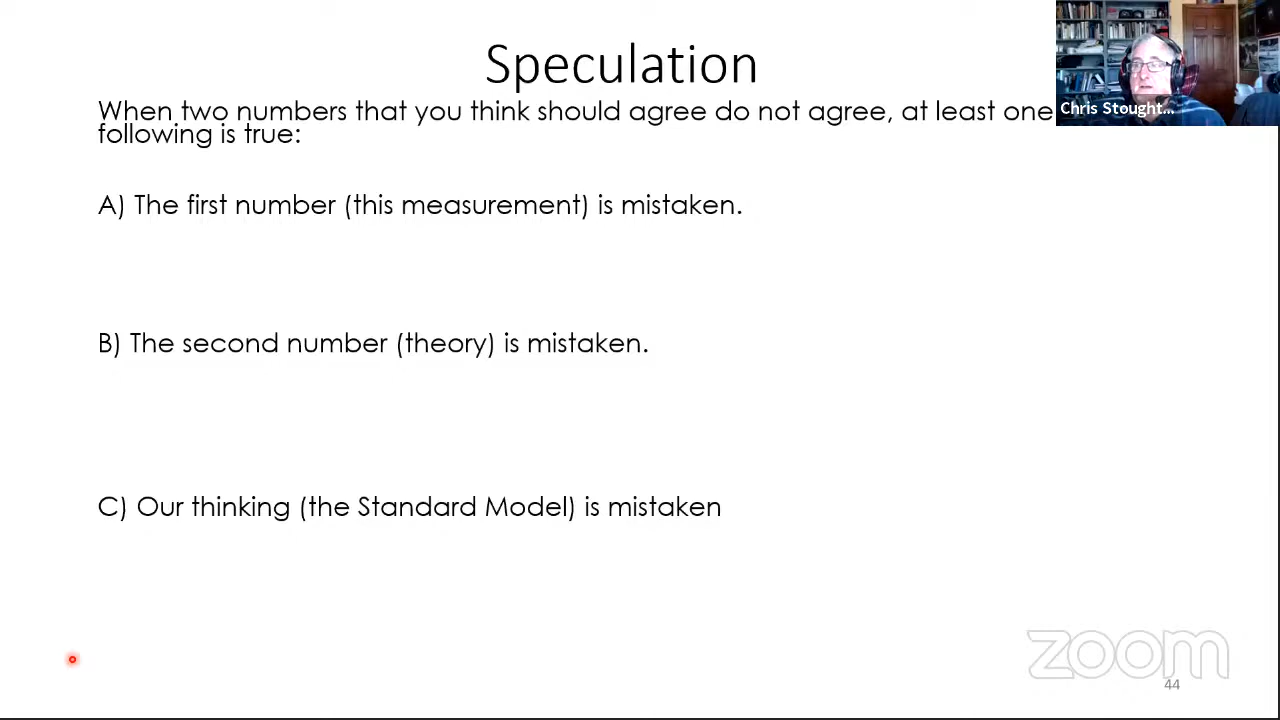 Speculation
When two numbers that you think should agree do not agree, at least one
following is true:
Chris Stought...
A) The first number (this measurement) is mistaken.
B) The second number (theory) is mistaken.
C) Our thinking (the Standard Model) is mistaken
zoom
44